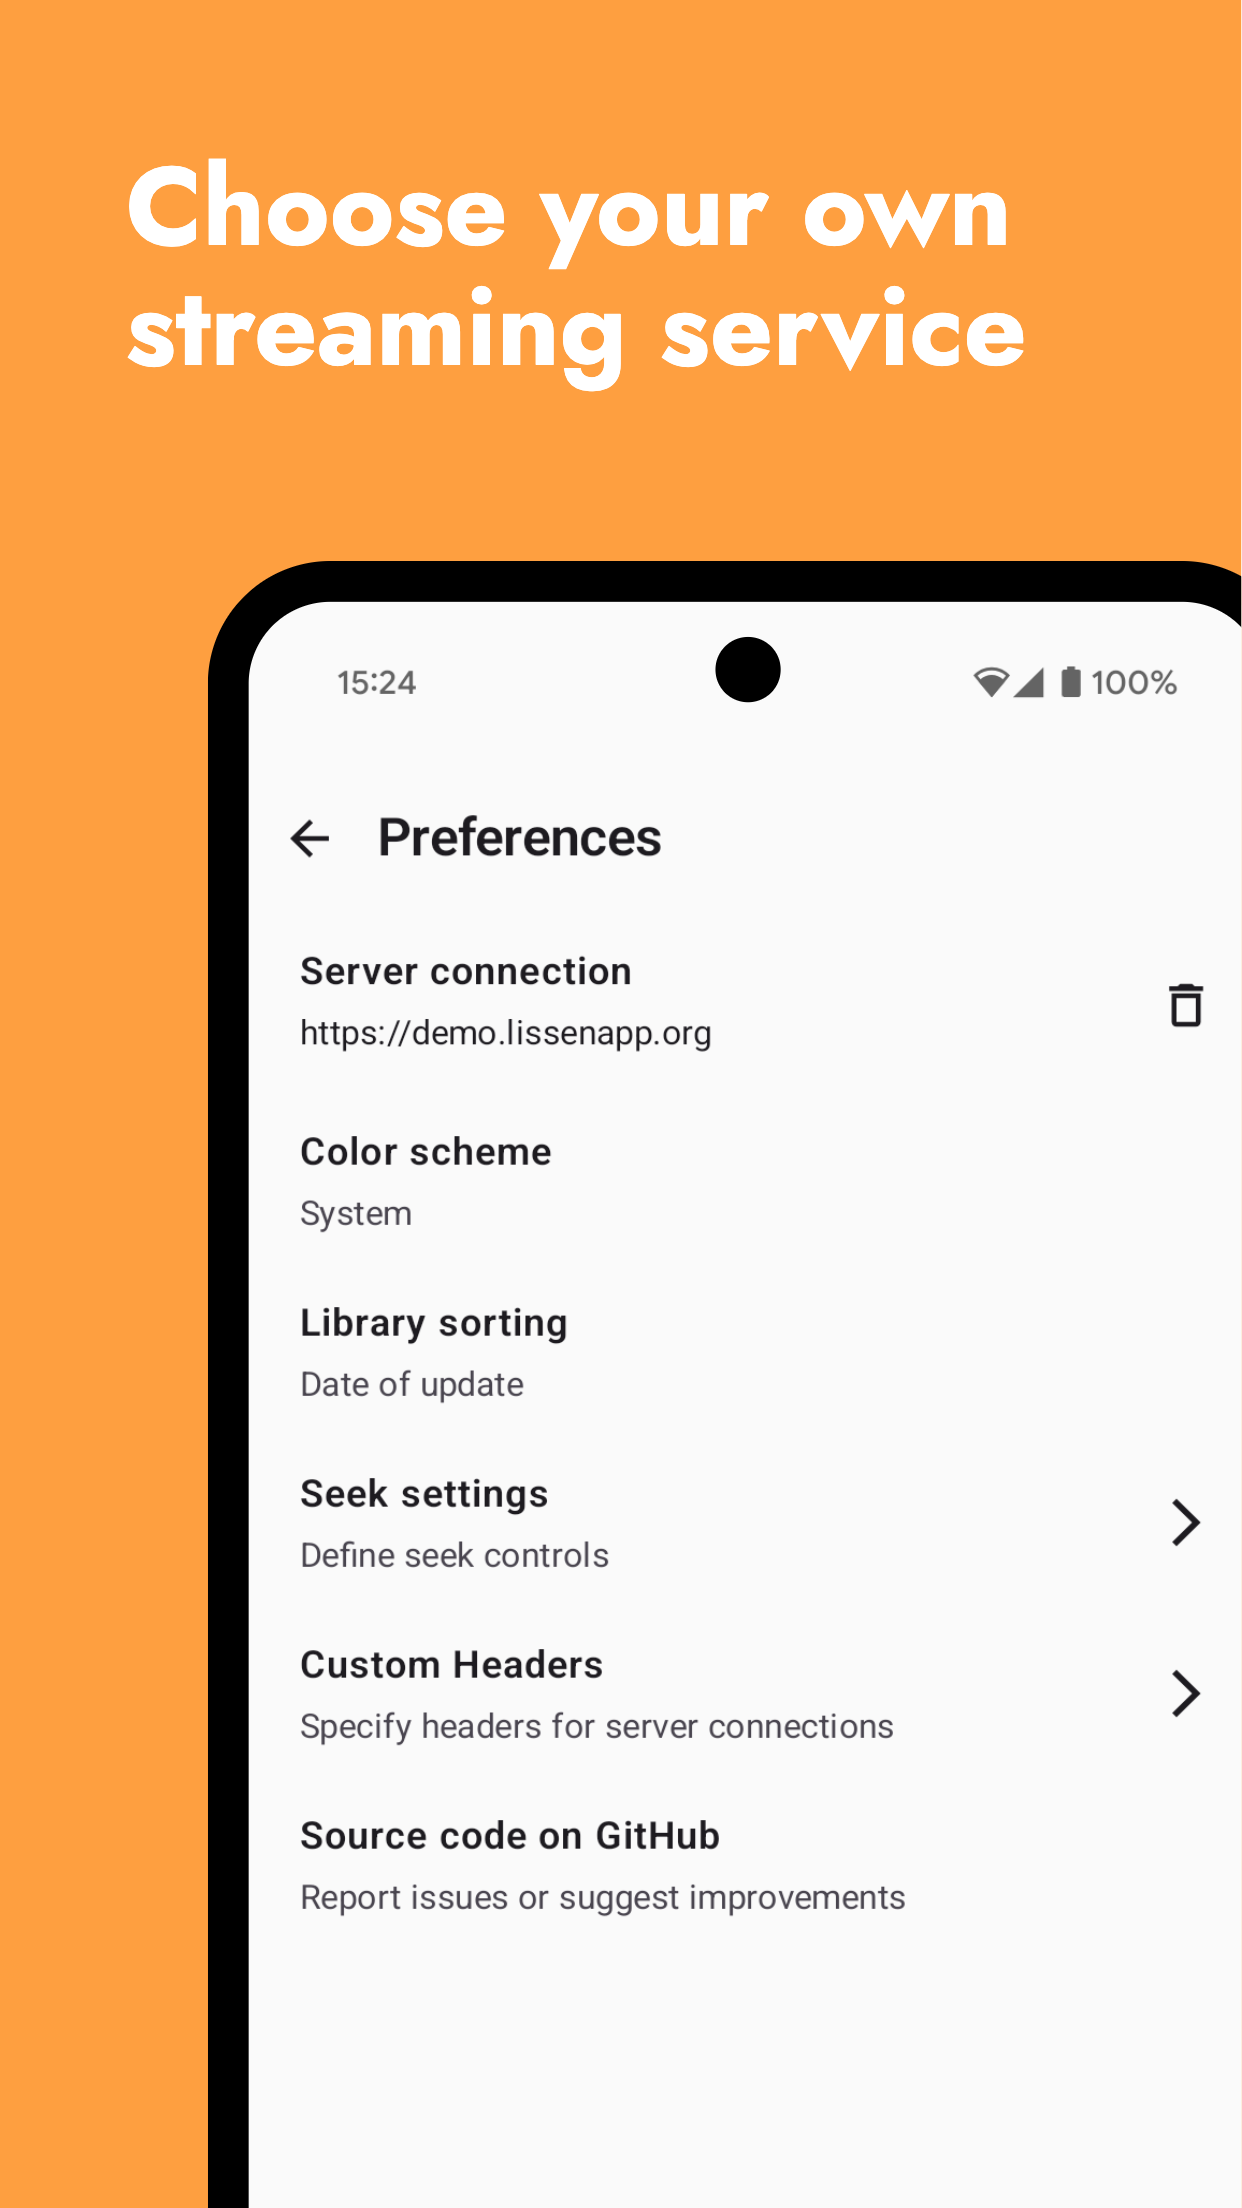 Choose your own
streaming service
15:24
100%
Preferences
Server connection
https://demo.lissenapp.org
Color scheme
System
Library sorting
Date of update
Seek settings
Define seek controls
Custom Headers
Specify headers for server connections
Source code on GitHub
Report issues or suggest improvements